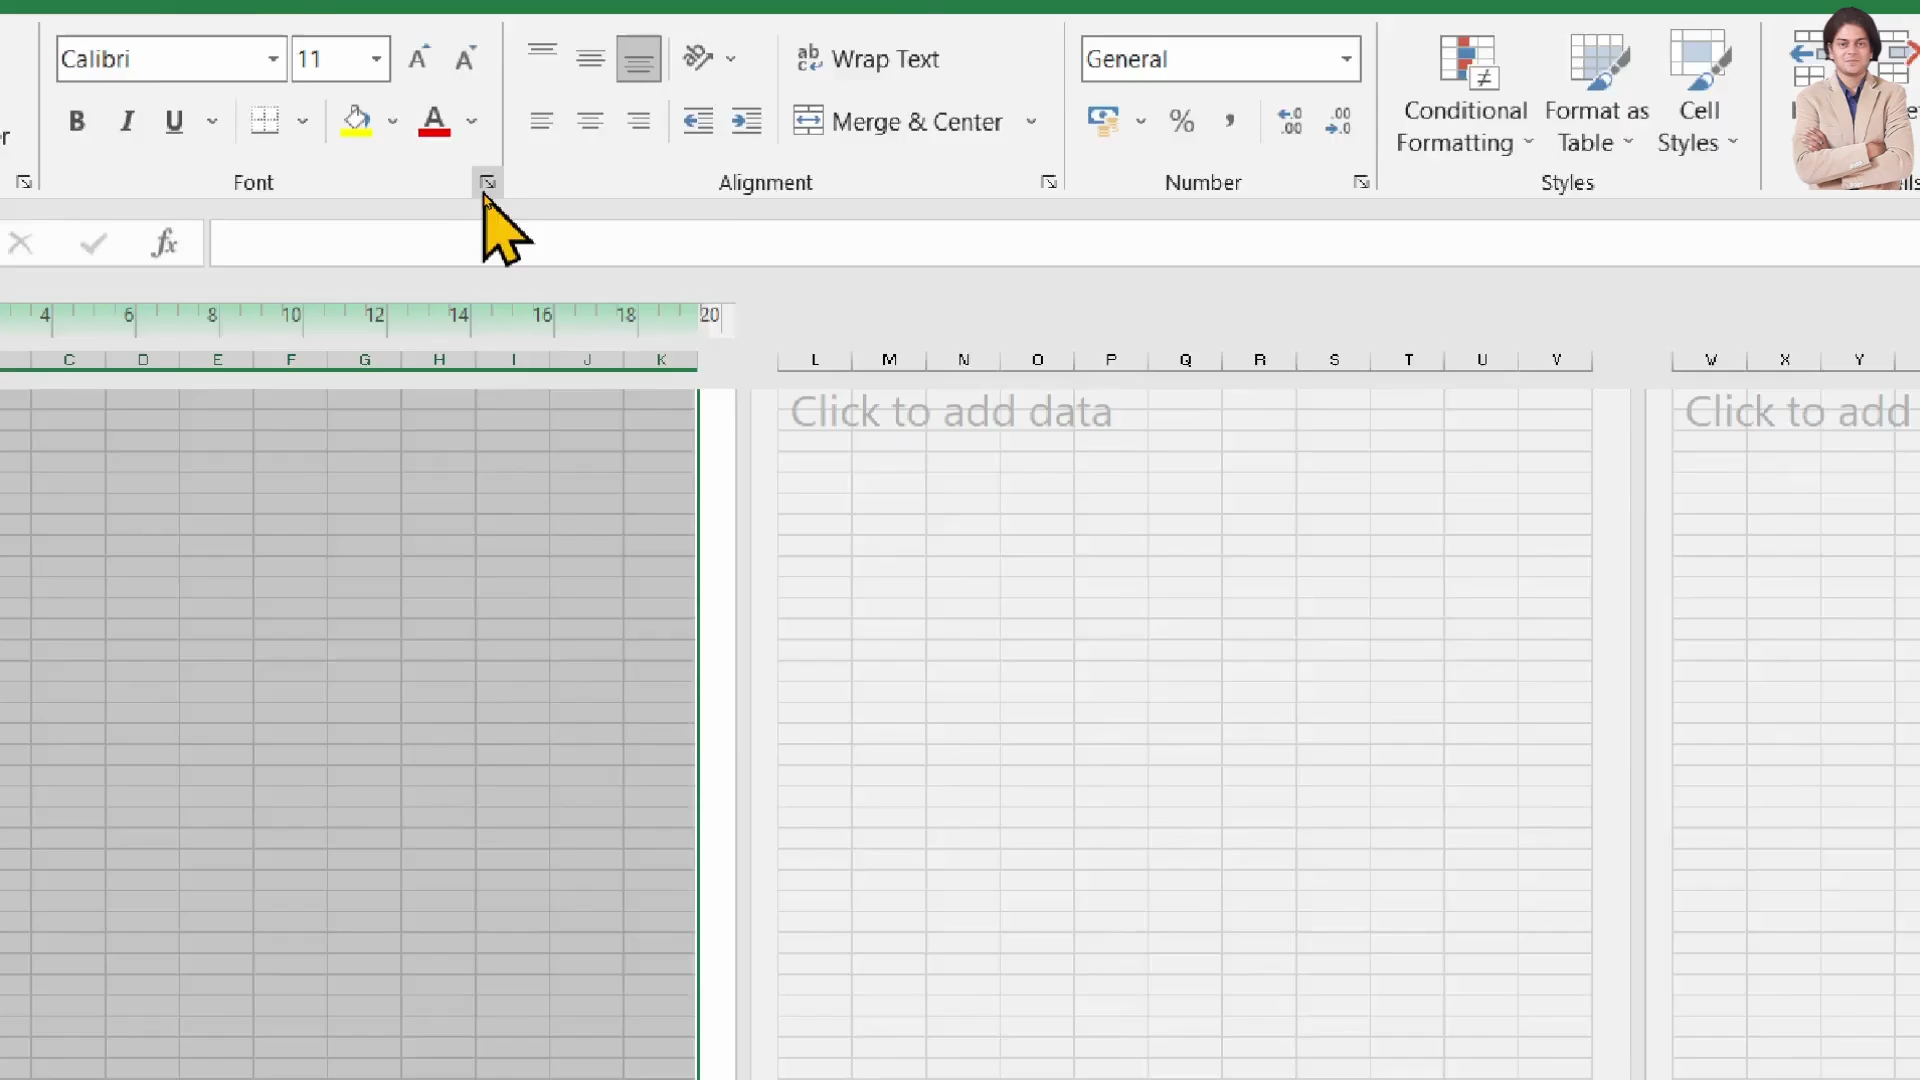 Calibri 11 Wrap Text General
Conditional Formatting Format as Table Cell Styles
B I U A Merge & Center % ,
Font Alignment Number Styles
fx
4 6 8 10 12 14 16 18 20
C D E F G H I J K L M N O P Q R S T U V W X Y
Click to add data Click to add